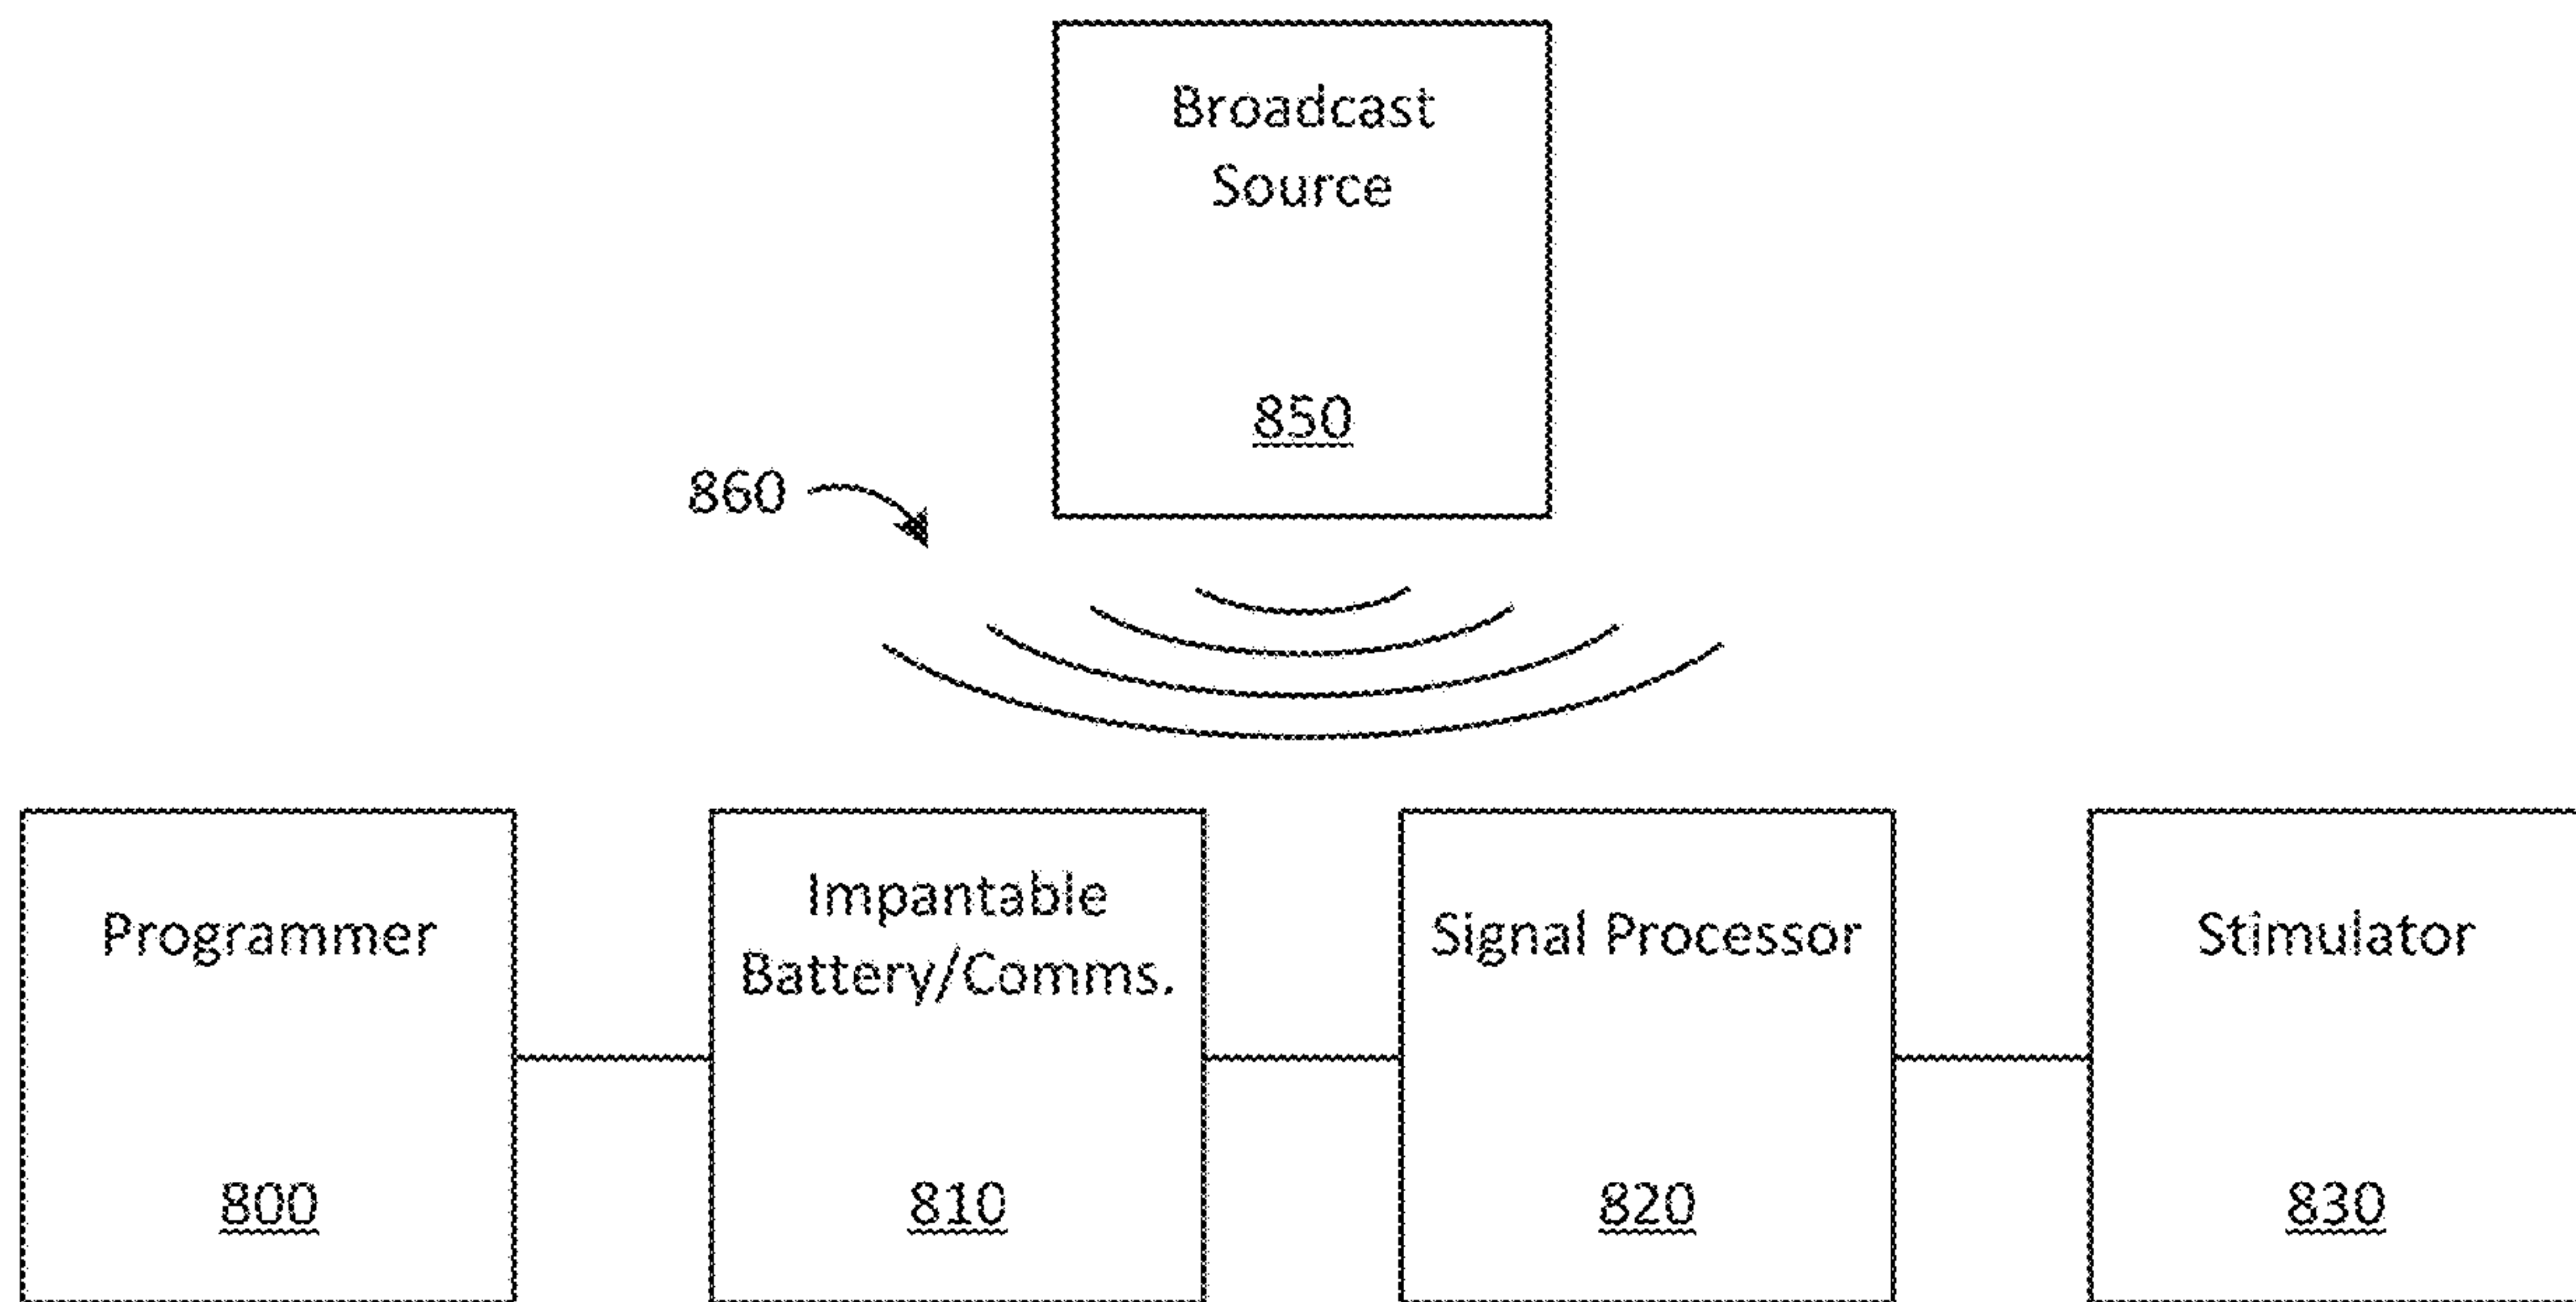 Broadcast
Source
850
860
Programmer
800
Impantable
Battery/Comms.
810
Signal Processor
820
Stimulator
830